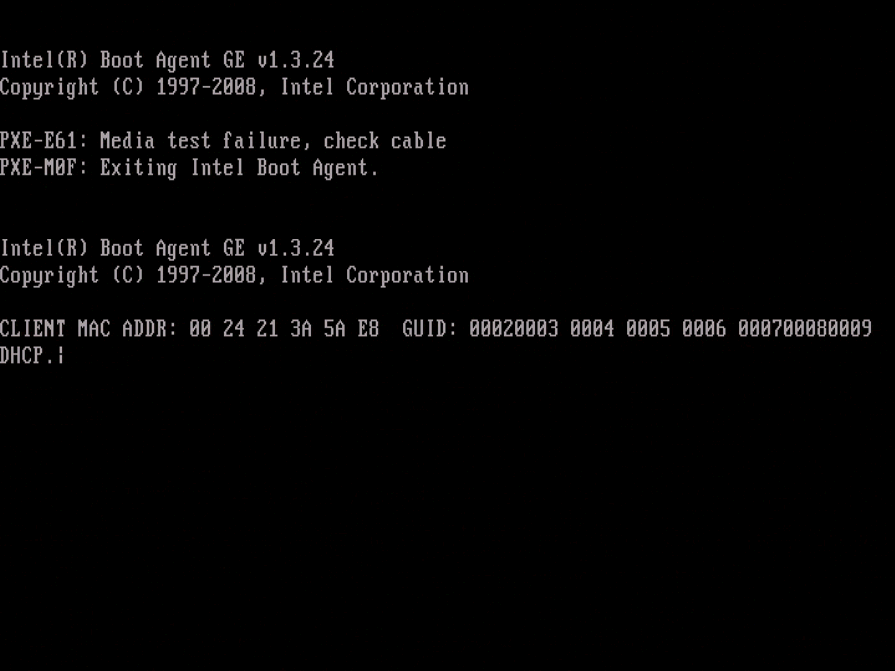 Intel(R) Boot Agent GE v1.3.24
Copyright (C) 1997-2008, Intel Corporation
PXE-E61: Media test failure, check cable
PXE-M0F: Exiting Intel Boot Agent.
Intel(R) Boot Agent GE v1.3.24
Copyright (C) 1997-2008, Intel Corporation
CLIENT MAC ADDR: 00 24 21 3A 5A E8  GUID: 00020003 0004 0005 0006 000700080009
DHCP.|